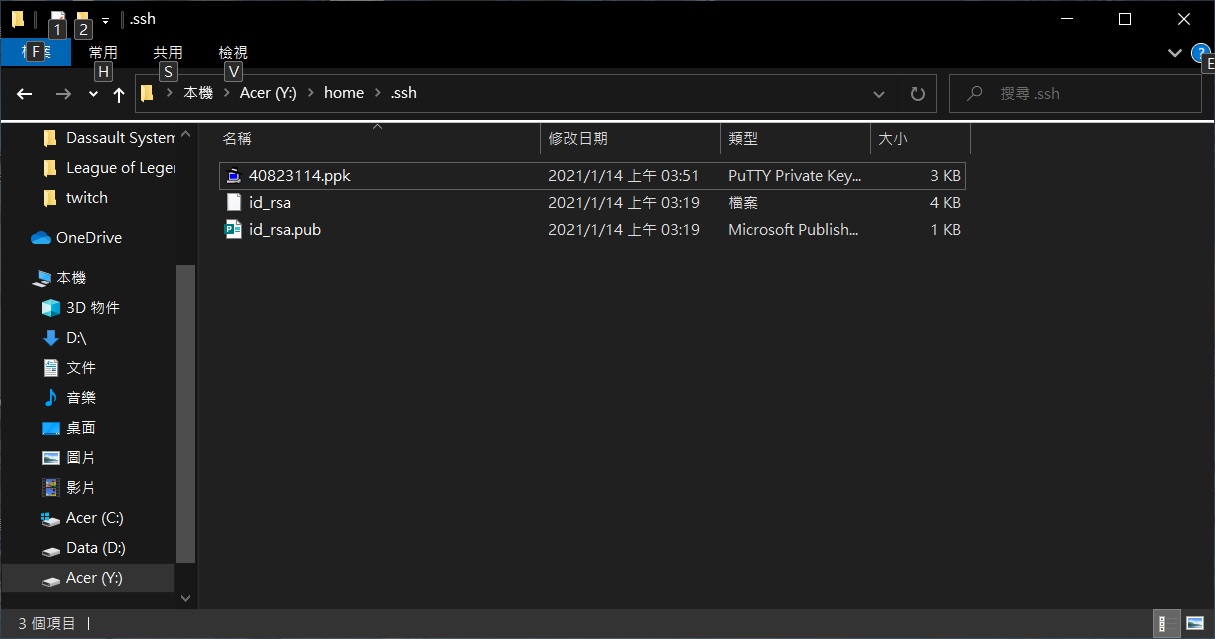 1 2 .ssh
檔案 F 常用 共用 檢視
H S V E
本機 Acer (Y:) home .ssh 搜尋 .ssh
名稱 修改日期 類型 大小
40823114.ppk 2021/1/14 上午 03:51 PuTTY Private Key... 3 KB
id_rsa 2021/1/14 上午 03:19 檔案 4 KB
id_rsa.pub 2021/1/14 上午 03:19 Microsoft Publish... 1 KB
Dassault System
League of Leger
twitch
OneDrive
本機
3D 物件
D:\
文件
音樂
桌面
圖片
影片
Acer (C:)
Data (D:)
Acer (Y:)
3 個項目